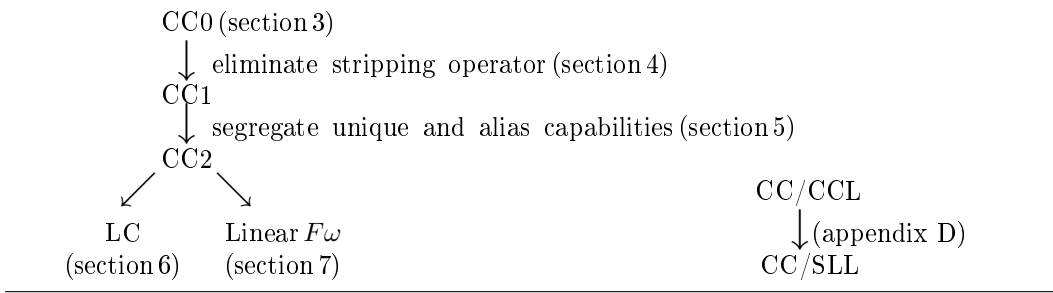 CC0 (section 3)
eliminate stripping operator (section 4)
CC1
segregate unique and alias capabilities (section 5)
CC2
LC
(section 6)
Linear Fω
(section 7)
CC/CCL
(appendix D)
CC/SLL